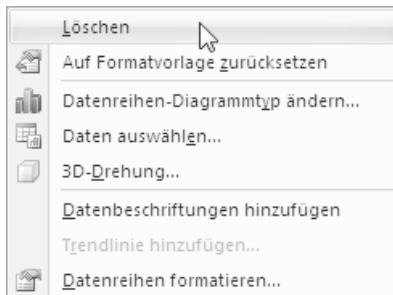 Löschen
Auf Formatvorlage zurücksetzen
Datenreihen-Diagrammtyp ändern...
Daten auswählen...
3D-Drehung...
Datenbeschriftungen hinzufügen
Trendlinie hinzufügen...
Datenreihen formatieren...